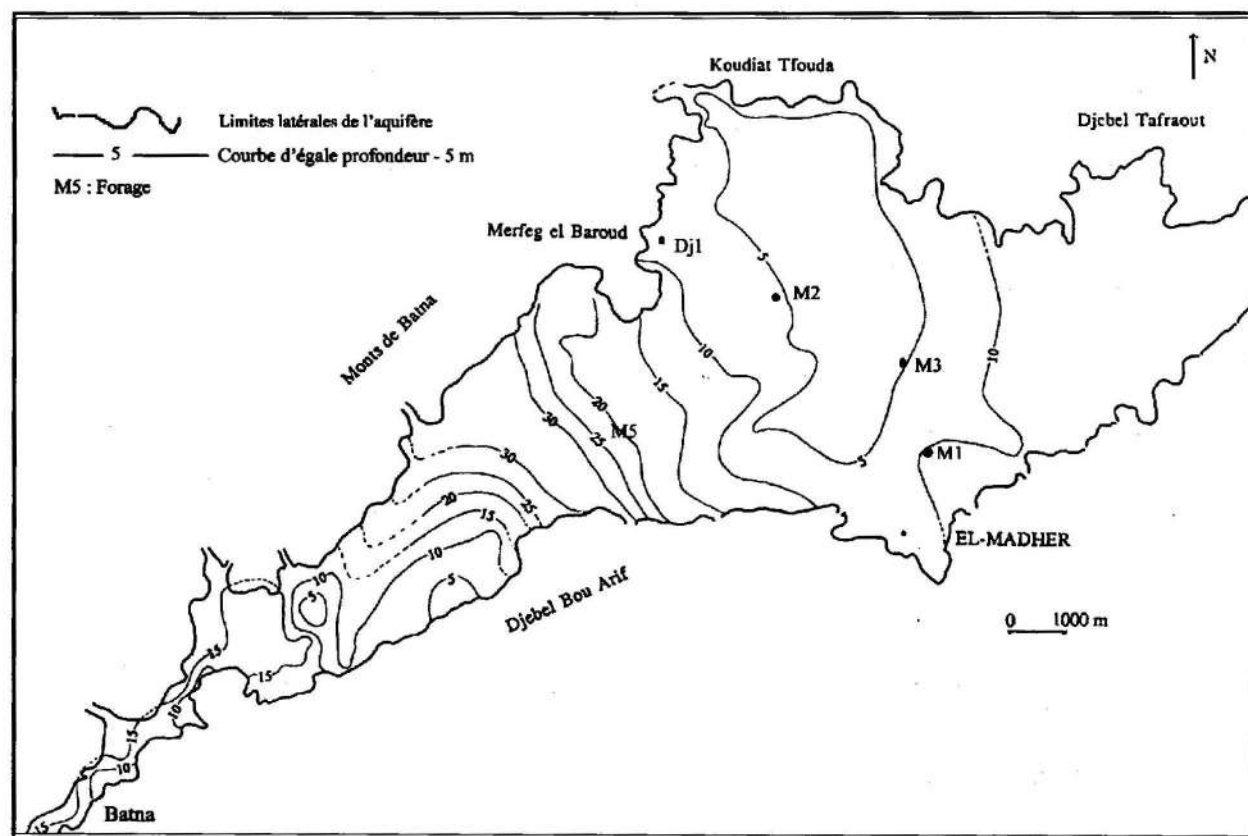 Koudiat Tfouda
N
Limites latérales de l'aquifère
Djebel Tafraout
5
Courbe d'égale profondeur - 5 m
M5 : Forage
Merfeg el Baroud
Dj1
5
M2
Monts de Batna
10
10
15
M3
20
30
M5
25
M1
30
5
20
25
15
EL-MADHER
10
10
5
5
Djebel Bou Arif
0 1000 m
15
15
10
15
10
Batna
15